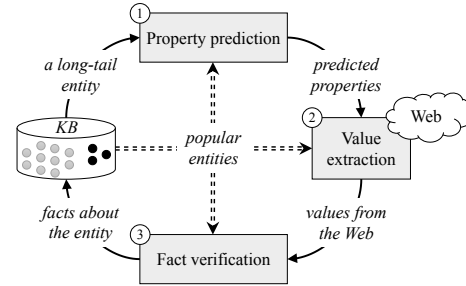 1
Property prediction
a long-tail
entity
predicted
properties
KB
2
Web
Value
extraction
popular
entities
facts about
the entity
values from
the Web
3
Fact verification